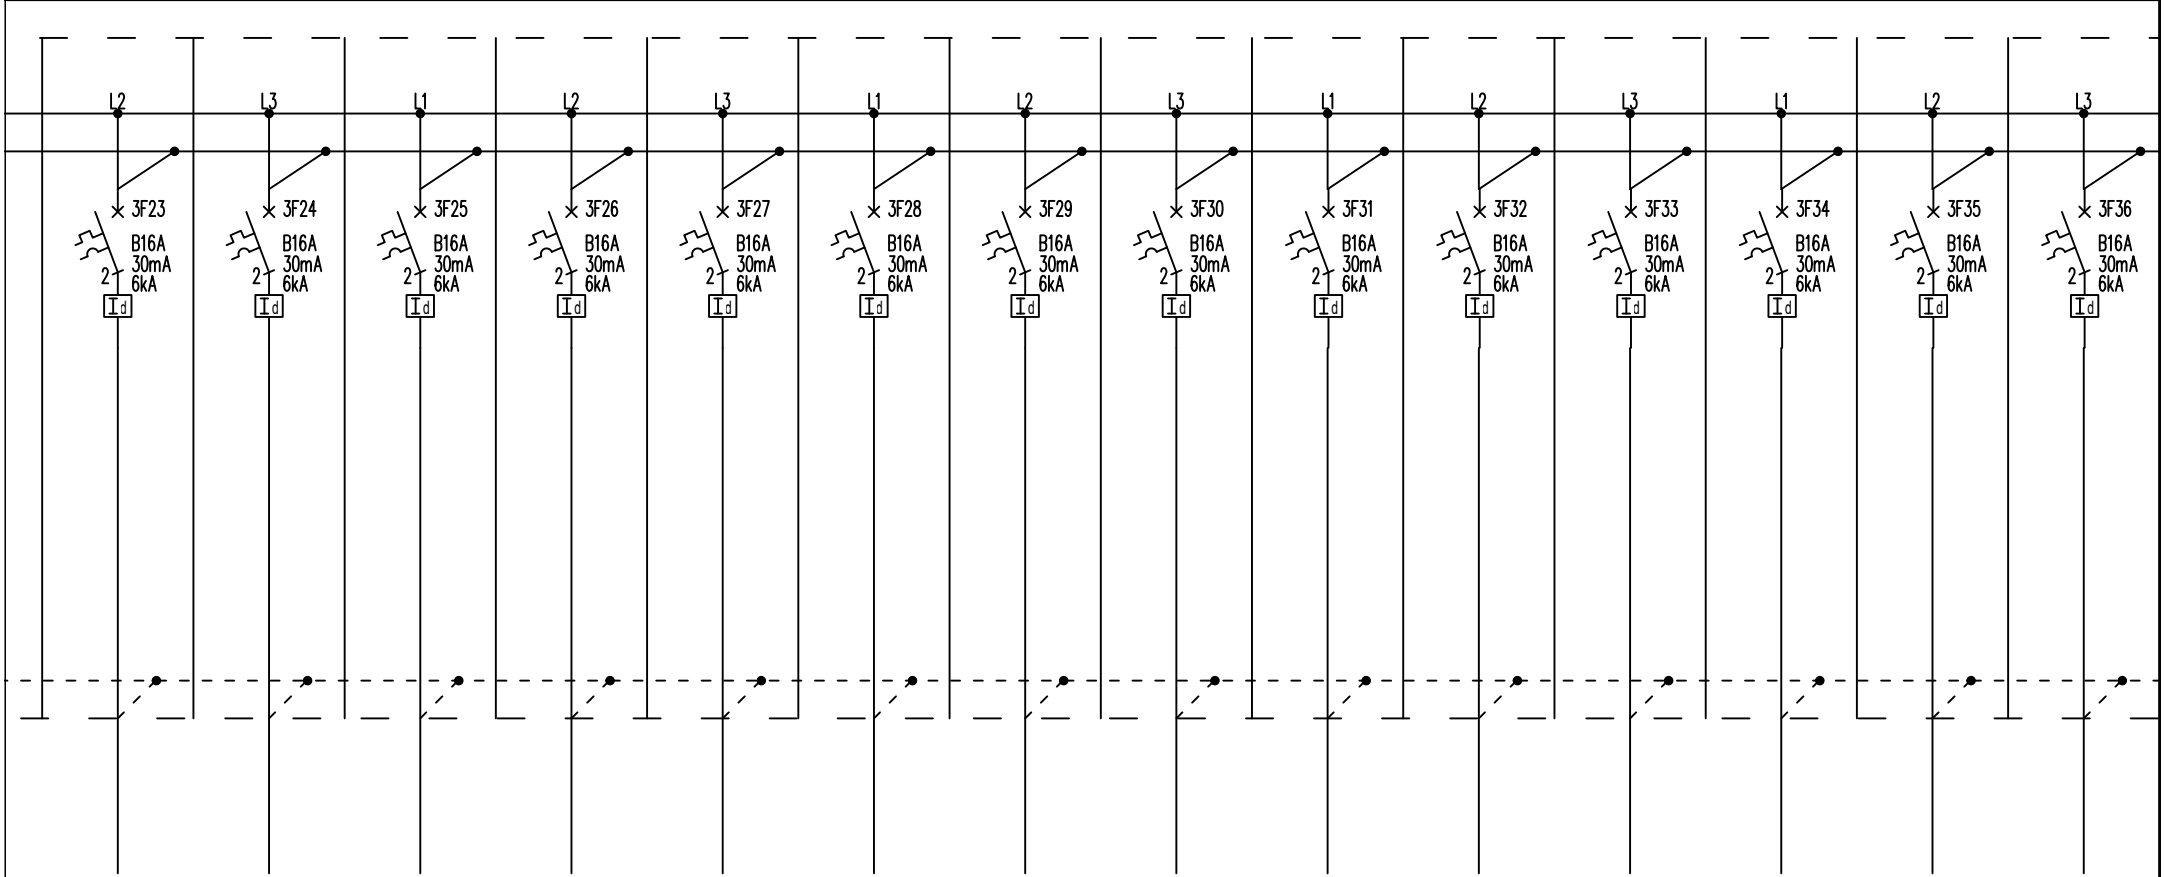 L2 L3 L1 L2 L3 L1 L2 L3 L1 L2 L3 L1 L2 L3
3F23 3F24 3F25 3F26 3F27 3F28 3F29 3F30 3F31 3F32 3F33 3F34 3F35 3F36
B16A B16A B16A B16A B16A B16A B16A B16A B16A B16A B16A B16A B16A B16A
30mA 30mA 30mA 30mA 30mA 30mA 30mA 30mA 30mA 30mA 30mA 30mA 30mA 30mA
2 6kA 2 6kA 2 6kA 2 6kA 2 6kA 2 6kA 2 6kA 2 6kA 2 6kA 2 6kA 2 6kA 2 6kA 2 6kA 2 6kA
Id Id Id Id Id Id Id Id Id Id Id Id Id Id